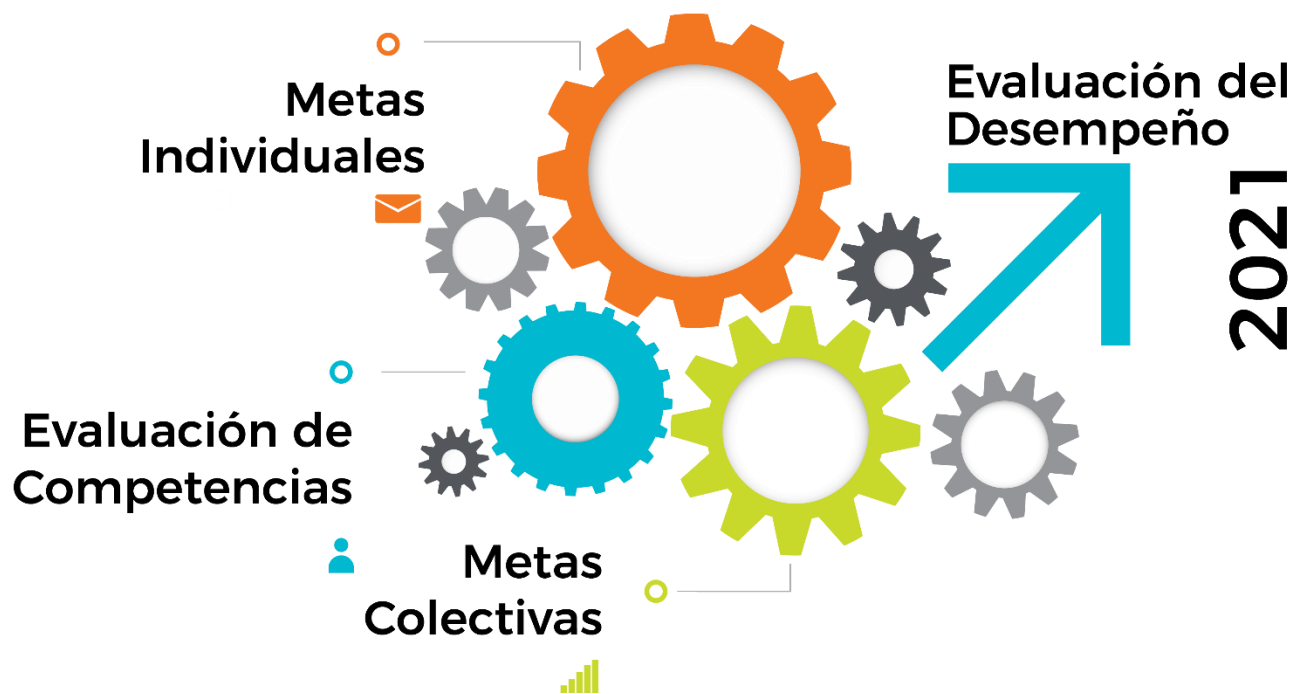 Metas
Individuales
Evaluación del
Desempeño
2021
Evaluación de
Competencias
Metas
Colectivas